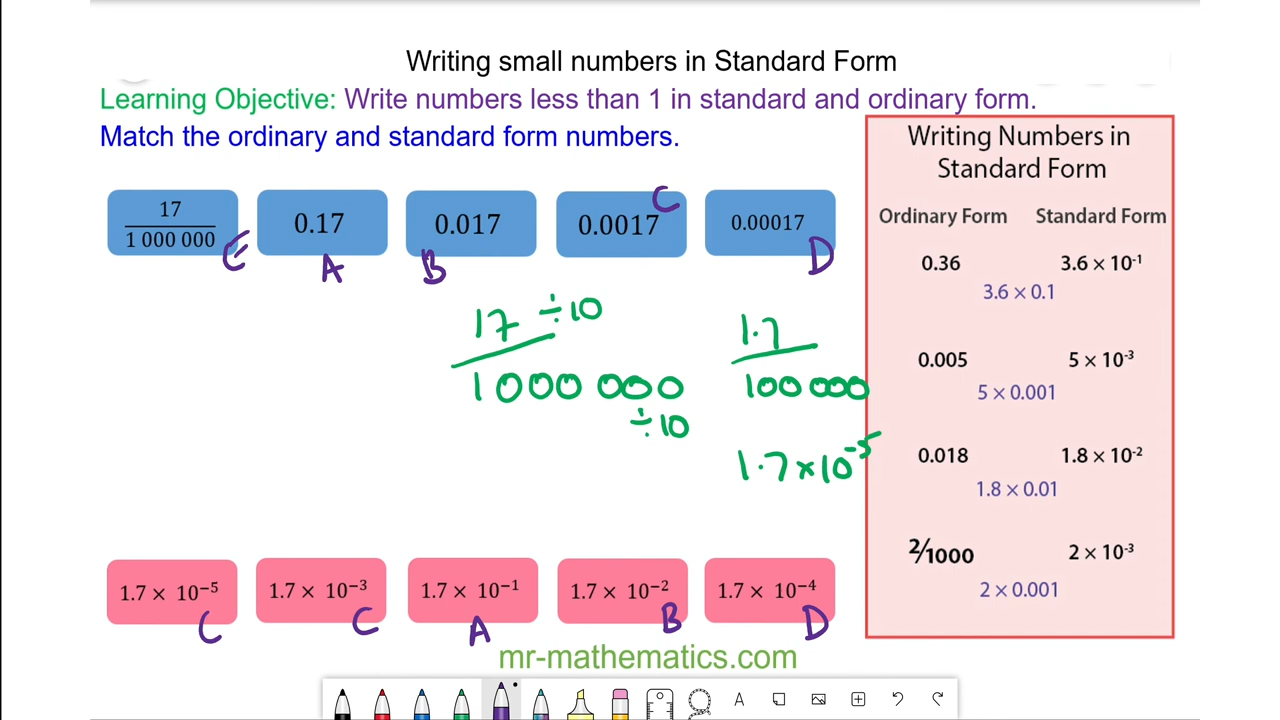 Writing small numbers in Standard Form
Learning Objective: Write numbers less than 1 in standard and ordinary form.
Match the ordinary and standard form numbers.
17/1 000 000 E
0.17 A
0.017 B
0.0017 C
0.00017 D
17 ÷10
1000 000
÷10
1.7
100 000
1.7×10⁻⁵
1.7 × 10⁻⁵ C
1.7 × 10⁻³ C
1.7 × 10⁻¹ A
1.7 × 10⁻² B
1.7 × 10⁻⁴ D
mr-mathematics.com
Writing Numbers in
Standard Form
Ordinary Form Standard Form
0.36 3.6 × 10⁻¹
3.6 × 0.1
0.005 5 × 10⁻³
5 × 0.001
0.018 1.8 × 10⁻²
1.8 × 0.01
2/1000 2 × 10⁻³
2 × 0.001
A